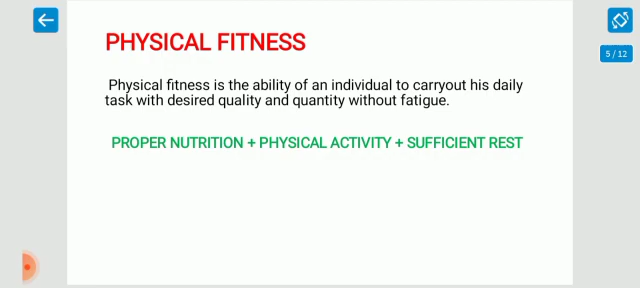 PHYSICAL FITNESS
5 / 12
Physical fitness is the ability of an individual to carryout his daily
task with desired quality and quantity without fatigue.
PROPER NUTRITION + PHYSICAL ACTIVITY + SUFFICIENT REST